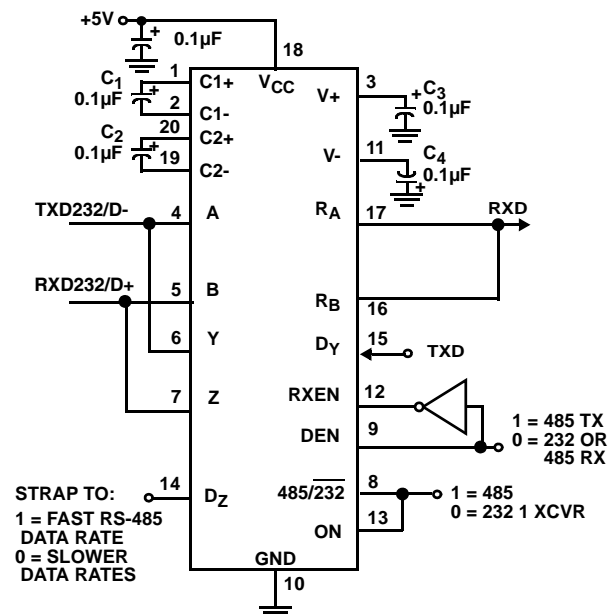 +5V
+
0.1µF
18
1
C1+
VCC
3
C1
0.1µF
+
2
C1-
V+
+
C3
0.1µF
20
C2+
C2
0.1µF
+
19
C2-
11
V-
C4
0.1µF
+
TXD232/D-
4
A
RA
17
RXD
RXD232/D+
5
B
RB
16
6
Y
DY
15
TXD
RXEN
12
7
Z
DEN
9
1 = 485 TX
0 = 232 OR
485 RX
14
DZ
STRAP TO:
1 = FAST RS-485
DATA RATE
0 = SLOWER
DATA RATES
485/232
8
1 = 485
0 = 232 1 XCVR
ON
13
GND
10